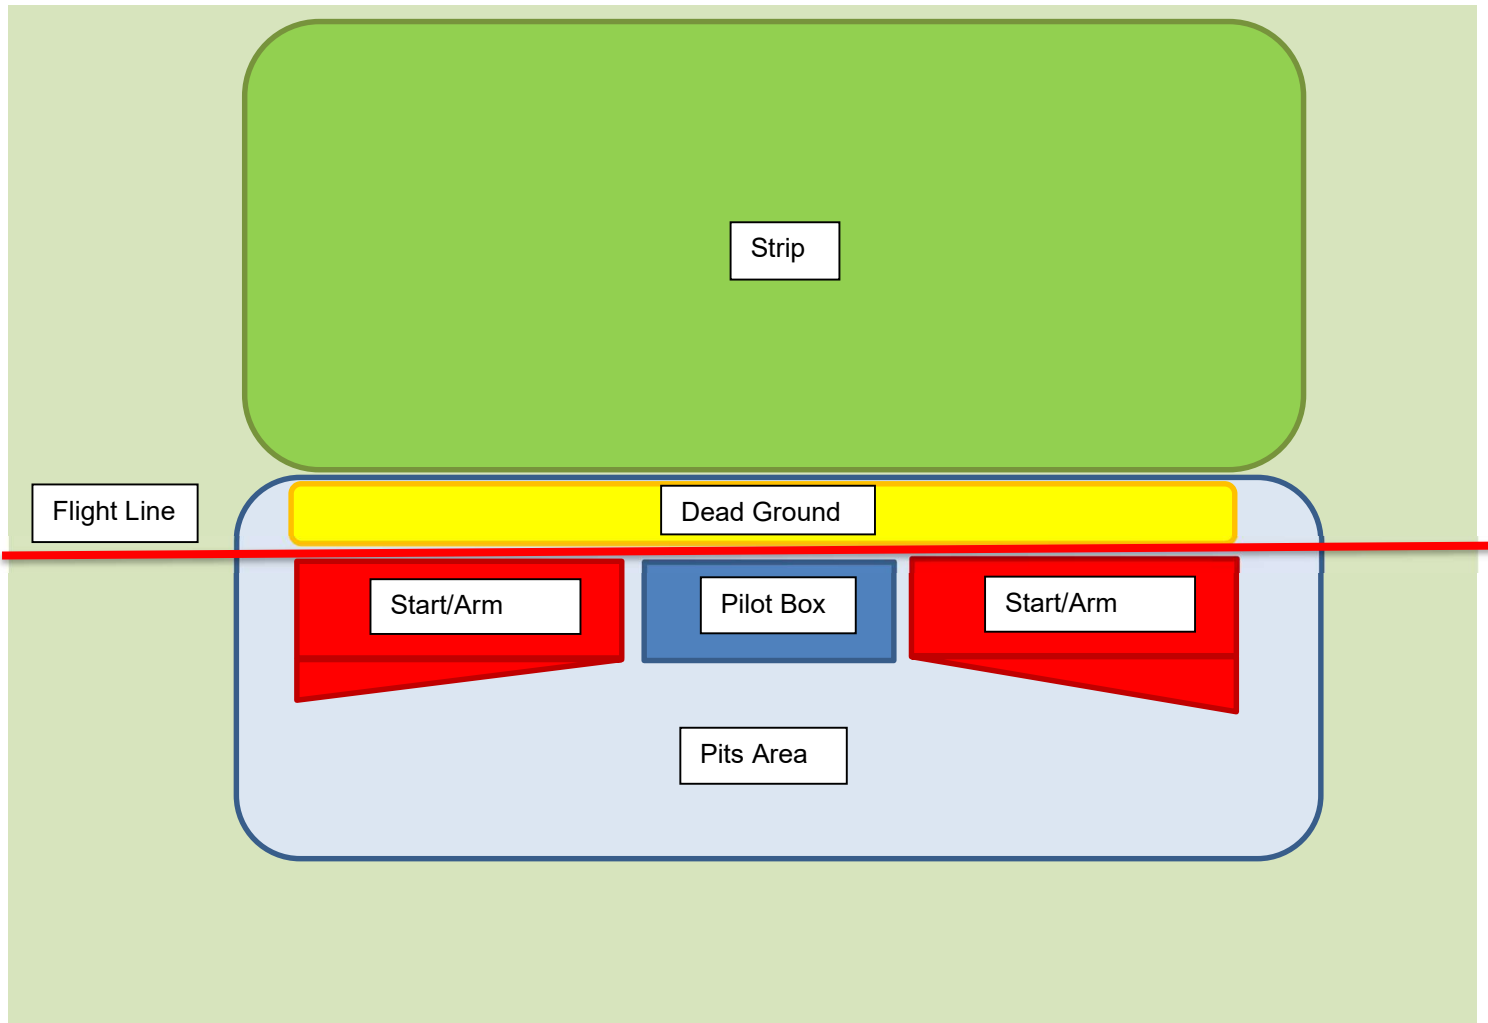 Strip
Flight Line
Dead Ground
Start/Arm
Pilot Box
Start/Arm
Pits Area